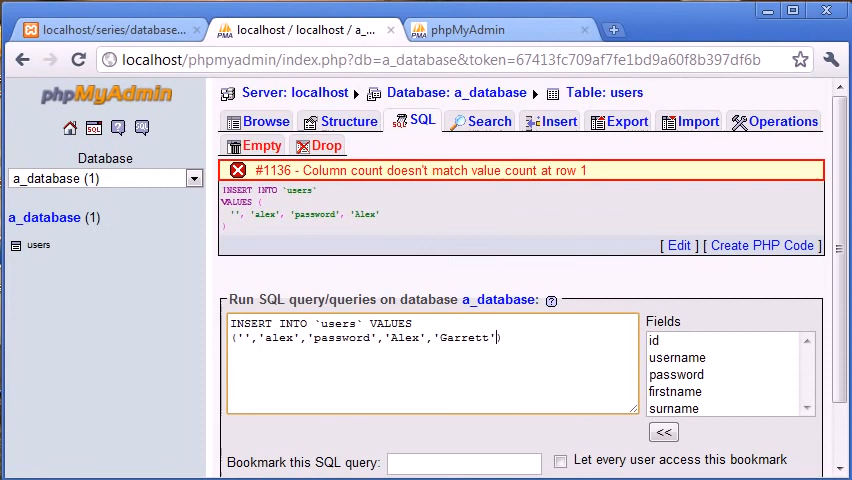 localhost/series/database...
PMA localhost / localhost / a_...
PMA phpMyAdmin
localhost/phpmyadmin/index.php?db=a_database&token=67413fc709af7fe1bd9a60f8b397df6b
phpMyAdmin
SQL
Database
a_database (1)
a_database (1)
users
Server: localhost Database: a_database Table: users
Browse Structure SQL Search Insert Export Import Operations
Empty Drop
#1136 - Column count doesn't match value count at row 1
INSERT INTO `users`
VALUES (
'', 'alex', 'password', 'Alex'
)
[ Edit ] [ Create PHP Code ]
Run SQL query/queries on database a_database:
INSERT INTO `users` VALUES
('','alex','password','Alex','Garrett')
Fields
id
username
password
firstname
surname
<<
Bookmark this SQL query:
Let every user access this bookmark